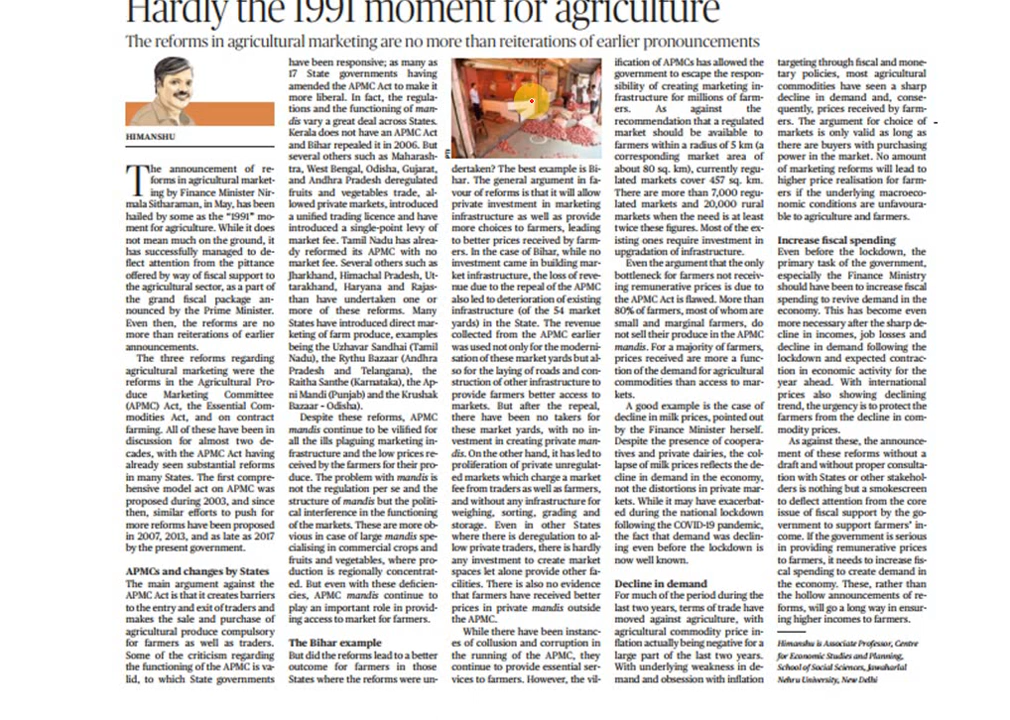 Hardly the 1991 moment for agriculture
The reforms in agricultural marketing are no more than reiterations of earlier pronouncements
HIMANSHU
The announcement of re-
forms in agricultural market-
ing by Finance Minister Nir-
mala Sitharaman, in May, has been
hailed by some as the "1991" mo-
ment for agriculture. While it does
not mean much on the ground, it
has successfully managed to de-
flect attention from the pittance
offered by way of fiscal support to
the agricultural sector, as a part of
the grand fiscal package an-
nounced by the Prime Minister.
Even then, the reforms are no
more than reiterations of earlier
announcements.
The three reforms regarding
agricultural marketing were the
reforms in the Agricultural Pro-
duce Marketing Committee
(APMC) Act, the Essential Com-
modities Act, and on contract
farming. All of these have been in
discussion for almost two de-
cades, with the APMC Act having
already seen substantial reforms
in many States. The first compre-
hensive model act on APMC was
proposed during 2003, and since
then, similar efforts to push for
more reforms have been proposed
in 2007, 2013, and as late as 2017
by the present government.
APMCs and changes by States
The main argument against the
APMC Act is that it creates barriers
to the entry and exit of traders and
makes the sale and purchase of
agricultural produce compulsory
for farmers as well as traders.
Some of the criticism regarding
the functioning of the APMC is va-
lid, to which State governments
have been responsive; as many as
17 State governments having
amended the APMC Act to make it
more liberal. In fact, the regula-
tions and the functioning of man-
dis vary a great deal across States.
Kerala does not have an APMC Act
and Bihar repealed it in 2006. But
several others such as Maharash-
tra, West Bengal, Odisha, Gujarat,
and Andhra Pradesh deregulated
fruits and vegetables trade, al-
lowed private markets, introduced
a unified trading licence and have
introduced a single-point levy of
market fee. Tamil Nadu has alrea-
dy reformed its APMC with no
market fee. Several others such as
Jharkhand, Himachal Pradesh, Ut-
tarakhand, Haryana and Rajas-
than have undertaken one or
more of these reforms. Many
States have introduced direct mar-
keting of farm produce, examples
being the Uzhavar Sandhai (Tamil
Nadu), the Rythu Bazaar (Andhra
Pradesh and Telangana), the
Raitha Santhe (Karnataka), the Ap-
ni Mandi (Punjab) and the Krushak
Bazaar - Odisha).
Despite these reforms, APMC
mandis continue to be vilified for
all the ills plaguing marketing in-
frastructure and the low prices re-
ceived by the farmers for their pro-
duce. The problem with mandis is
not the regulation per se and the
structure of mandis but the politi-
cal interference in the functioning
of the markets. These are more ob-
vious in case of large mandis spe-
cialising in commercial crops and
fruits and vegetables, where pro-
duction is regionally concentrat-
ed. But even with these deficien-
cies, APMC mandis continue to
play an important role in provid-
ing access to market for farmers.
The Bihar example
But did the reforms lead to a better
outcome for farmers in those
States where the reforms were un-
dertaken? The best example is Bi-
har. The general argument in fa-
vour of reforms is that it will allow
private investment in marketing
infrastructure as well as provide
more choices to farmers, leading
to better prices received by farm-
ers. In the case of Bihar, while no
investment came in building mar-
ket infrastructure, the loss of reve-
nue due to the repeal of the APMC
also led to deterioration of existing
infrastructure (of the 54 market
yards) in the State. The revenue
collected from the APMC earlier
was used not only for the moderni-
sation of these market yards but al-
so for the laying of roads and con-
struction of other infrastructure to
provide farmers better access to
markets. But after the repeal,
there have been no takers for
these market yards, with no in-
vestment in creating private man-
dis. On the other hand, it has led to
proliferation of private unregulat-
ed markets which charge a market
fee from traders as well as farmers,
and without any infrastructure for
weighing, sorting, grading and
storage. Even in other States
where there is deregulation to al-
low private traders, there is hardly
any investment to create market
spaces let alone provide other fa-
cilities. There is also no evidence
that farmers have received better
prices in private mandis outside
the APMC.
While there have been instanc-
es of collusion and corruption in
the running of the APMC, they
continue to provide essential ser-
vices to farmers. However, the vil-
ification of APMCs has allowed the
government to escape the respon-
sibility of creating marketing in-
frastructure for millions of farm-
ers. As against the
recommendation that a regulated
market should be available to
farmers within a radius of 5 km (a
corresponding market area of
about 80 sq. km), currently regu-
lated markets cover 457 sq. km.
There are more than 7,000 regu-
lated markets and 20,000 rural
markets when the need is at least
twice these figures. Most of the ex-
isting ones require investment in
upgradation of infrastructure.
Even the argument that the only
bottleneck for farmers not receiv-
ing remunerative prices is due to
the APMC Act is flawed. More than
80% of farmers, most of whom are
small and marginal farmers, do
not sell their produce in the APMC
mandis. For a majority of farmers,
prices received are more a func-
tion of the demand for agricultural
commodities than access to mar-
kets.
A good example is the case of
decline in milk prices, pointed out
by the Finance Minister herself.
Despite the presence of coopera-
tives and private dairies, the col-
lapse of milk prices reflects the de-
cline in demand in the economy,
not the distortions in private mar-
kets. While it may have exacerbat-
ed during the national lockdown
following the COVID-19 pandemic,
the fact that demand was declin-
ing even before the lockdown is
now well known.
Decline in demand
For much of the period during the
last two years, terms of trade have
moved against agriculture, with
agricultural commodity price in-
flation actually being negative for a
large part of the last two years.
With underlying weakness in de-
mand and obsession with inflation
targeting through fiscal and mone-
tary policies, most agricultural
commodities have seen a sharp
decline in demand and, conse-
quently, prices received by farm-
ers. The argument for choice of
markets is only valid as long as
there are buyers with purchasing
power in the market. No amount
of marketing reforms will lead to
higher price realisation for farm-
ers if the underlying macroeco-
nomic conditions are unfavoura-
ble to agriculture and farmers.
Increase fiscal spending
Even before the lockdown, the
primary task of the government,
especially the Finance Ministry
should have been to increase fiscal
spending to revive demand in the
economy. This has become even
more necessary after the sharp de-
cline in incomes, job losses and
decline in demand following the
lockdown and expected contrac-
tion in economic activity for the
year ahead. With international
prices also showing declining
trend, the urgency is to protect the
farmers from the decline in com-
modity prices.
As against these, the announce-
ment of these reforms without a
draft and without proper consulta-
tion with States or other stakehol-
ders is nothing but a smokescreen
to deflect attention from the core
issue of fiscal support by the go-
vernment to support farmers' in-
come. If the government is serious
in providing remunerative prices
to farmers, it needs to increase fis-
cal spending to create demand in
the economy. These, rather than
the hollow announcements of re-
forms, will go a long way in ensur-
ing higher incomes to farmers.
Himanshu is Associate Professor, Centre
for Economic Studies and Planning,
School of Social Sciences, Jawaharlal
Nehru University, New Delhi